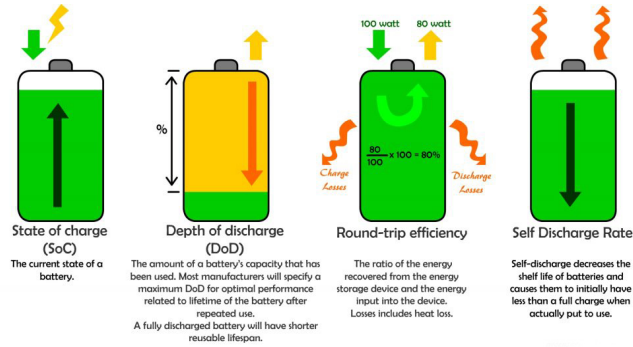 100 watt
80 watt
%
80
100
x 100 = 80%
Charge
Losses
Discharge
Losses
State of charge
(SoC)
The current state of a
battery.
Depth of discharge
(DoD)
The amount of a battery's capacity that has
been used. Most manufacturers will specify a
maximum DoD for optimal performance
related to lifetime of the battery after
repeated use.
A fully discharged battery will have shorter
reusable lifespan.
Round-trip efficiency
The ratio of the energy
recovered from the energy
storage device and the energy
input into the device.
Losses includes heat loss.
Self Discharge Rate
Self-discharge decreases the
shelf life of batteries and
causes them to initially have
less than a full charge when
actually put to use.